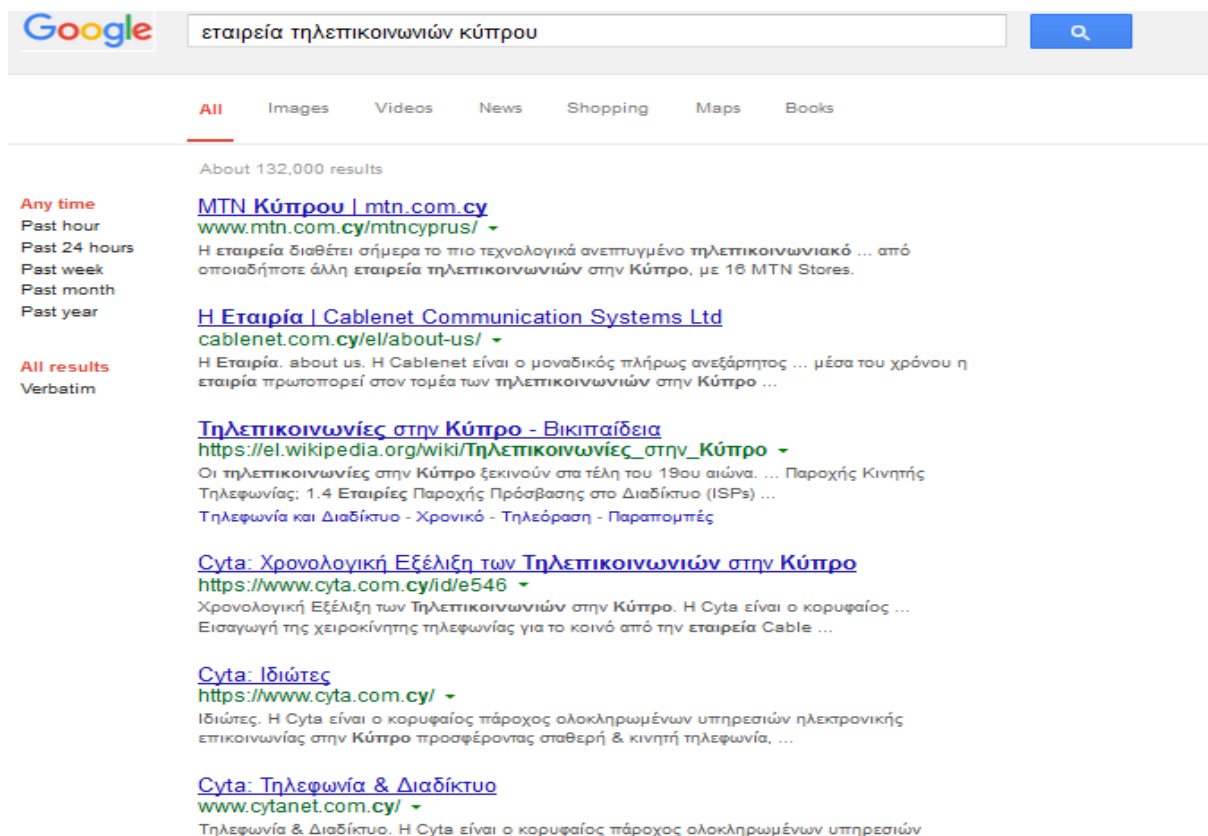 Google
εταιρεία τηλεπικοινωνιών κύπρου
All Images Videos News Shopping Maps Books
About 132,000 results
Any time
Past hour
Past 24 hours
Past week
Past month
Past year
All results
Verbatim
MTN Κύπρου | mtn.com.cy
www.mtn.com.cy/mtncyprus/
Η εταιρεία διαθέτει σήμερα το πιο τεχνολογικά ανεπτυγμένο τηλεπικοινωνιακό ... από
οποιαδήποτε άλλη εταιρεία τηλεπικοινωνιών στην Κύπρο, με 16 MTN Stores.
Η Εταιρία | Cablenet Communication Systems Ltd
cablenet.com.cy/el/about-us/
Η Εταιρία. about us. Η Cablenet είναι ο μοναδικός πλήρως ανεξάρτητος ... μέσα του χρόνου η
εταιρία πρωτοπορεί στον τομέα των τηλεπικοινωνιών στην Κύπρο ...
Τηλεπικοινωνίες στην Κύπρο - Βικιπαίδεια
https://el.wikipedia.org/wiki/Τηλεπικοινωνίες_στην_Κύπρο
Οι τηλεπικοινωνίες στην Κύπρο ξεκινούν στα τέλη του 19ου αιώνα. ... Παροχής Κινητής
Τηλεφωνίας; 1.4 Εταιρίες Παροχής Πρόσβασης στο Διαδίκτυο (ISPs) ...
Τηλεφωνία και Διαδίκτυο - Χρονικό - Τηλεόραση - Παραπομπές
Cyta: Χρονολογική Εξέλιξη των Τηλεπικοινωνιών στην Κύπρο
https://www.cyta.com.cy/id/e546
Χρονολογική Εξέλιξη των Τηλεπικοινωνιών στην Κύπρο. Η Cyta είναι ο κορυφαίος ...
Εισαγωγή της χειροκίνητης τηλεφωνίας για το κοινό από την εταιρεία Cable ...
Cyta: Ιδιώτες
https://www.cyta.com.cy/
Ιδιώτες. Η Cyta είναι ο κορυφαίος πάροχος ολοκληρωμένων υπηρεσιών ηλεκτρονικής
επικοινωνίας στην Κύπρο προσφέροντας σταθερή & κινητή τηλεφωνία, ...
Cyta: Τηλεφωνία & Διαδίκτυο
www.cytanet.com.cy/
Τηλεφωνία & Διαδίκτυο. Η Cyta είναι ο κορυφαίος πάροχος ολοκληρωμένων υπηρεσιών